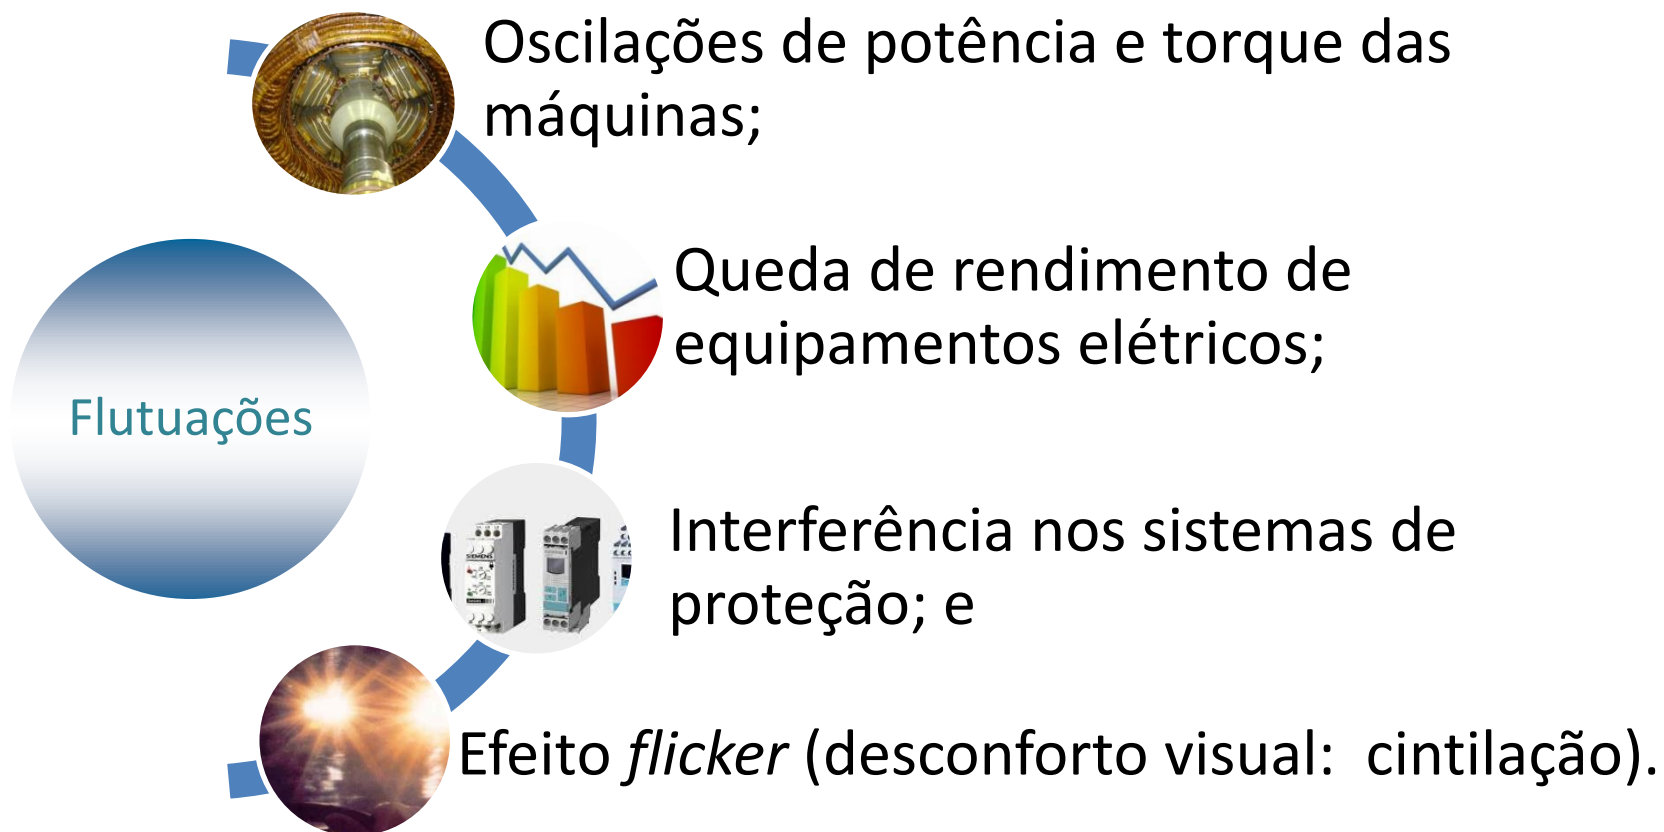 Oscilações de potência e torque das
máquinas;
Queda de rendimento de
equipamentos elétricos;
Flutuações
Interferência nos sistemas de
proteção; e
SIEMENS
Efeito flicker (desconforto visual: cintilação).